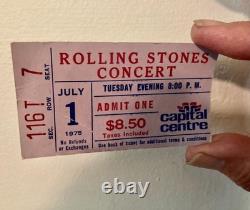 116 T 7
SEC. ROW SEAT
ROLLING STONES
CONCERT
JULY
1
1975
No Refunds
or Exchanges
TUESDAY EVENING 8:00 P. M.
ADMIT ONE
$8.50
Taxes Included
capital
centre
See back of ticket for additional terms & conditions